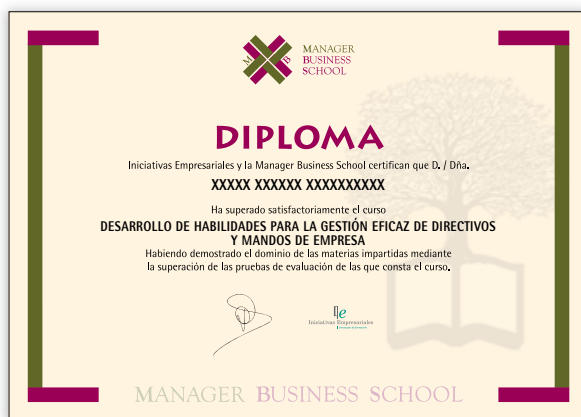 M B
MANAGER
BUSINESS
SCHOOL
DIPLOMA
Iniciativas Empresariales y la Manager Business School certifican que D. / Dña.
XXXXX XXXXXX XXXXXXXXXX
Ha superado satisfactoriamente el curso
DESARROLLO DE HABILIDADES PARA LA GESTIÓN EFICAZ DE DIRECTIVOS
Y MANDOS DE EMPRESA
Habiendo demostrado el dominio de las materias impartidas mediante
la superación de las pruebas de evaluación de las que consta el curso.
Iniciativas Empresariales
MANAGER BUSINESS SCHOOL